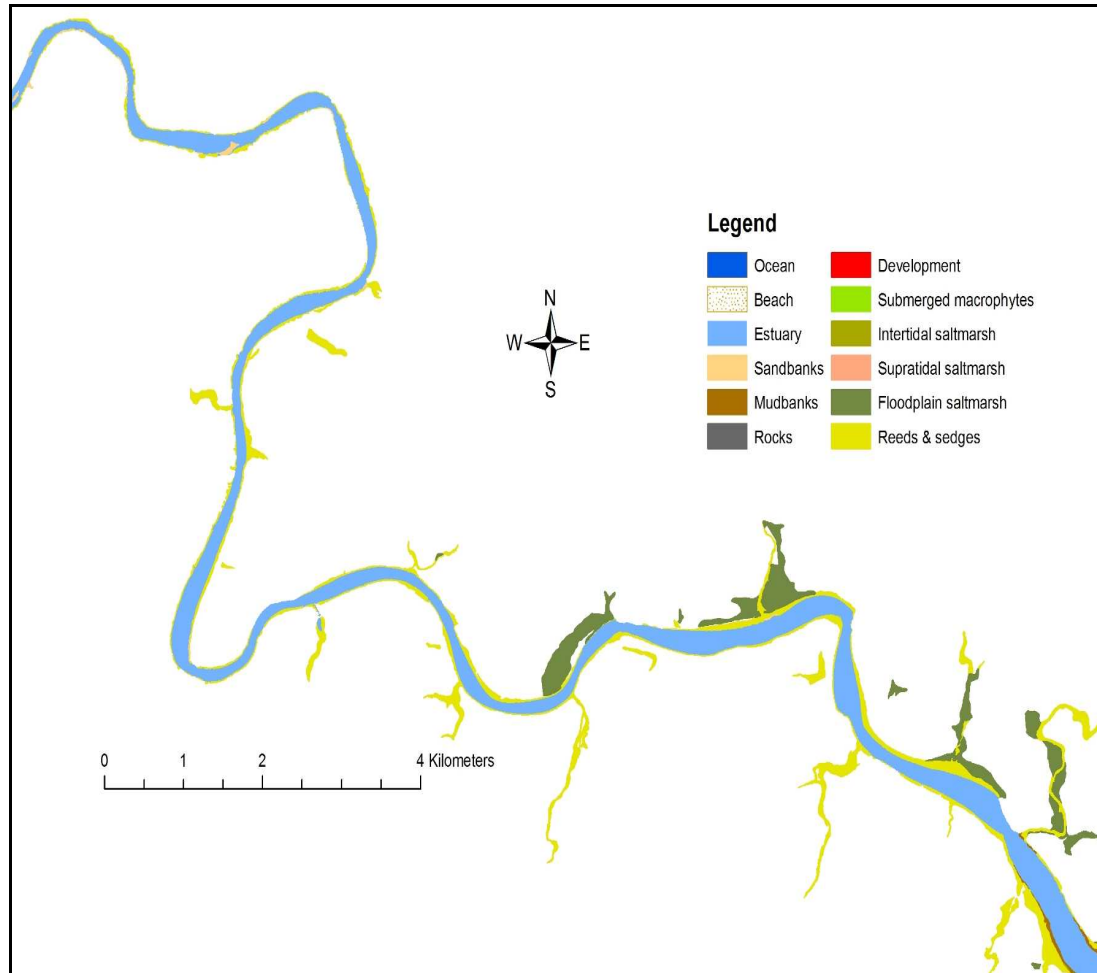 Legend
Ocean Development
Beach Submerged macrophytes
Estuary Intertidal saltmarsh
Sandbanks Supratidal saltmarsh
Mudbanks Floodplain saltmarsh
Rocks Reeds & sedges
N
W E
S
0 1 2 4 Kilometers